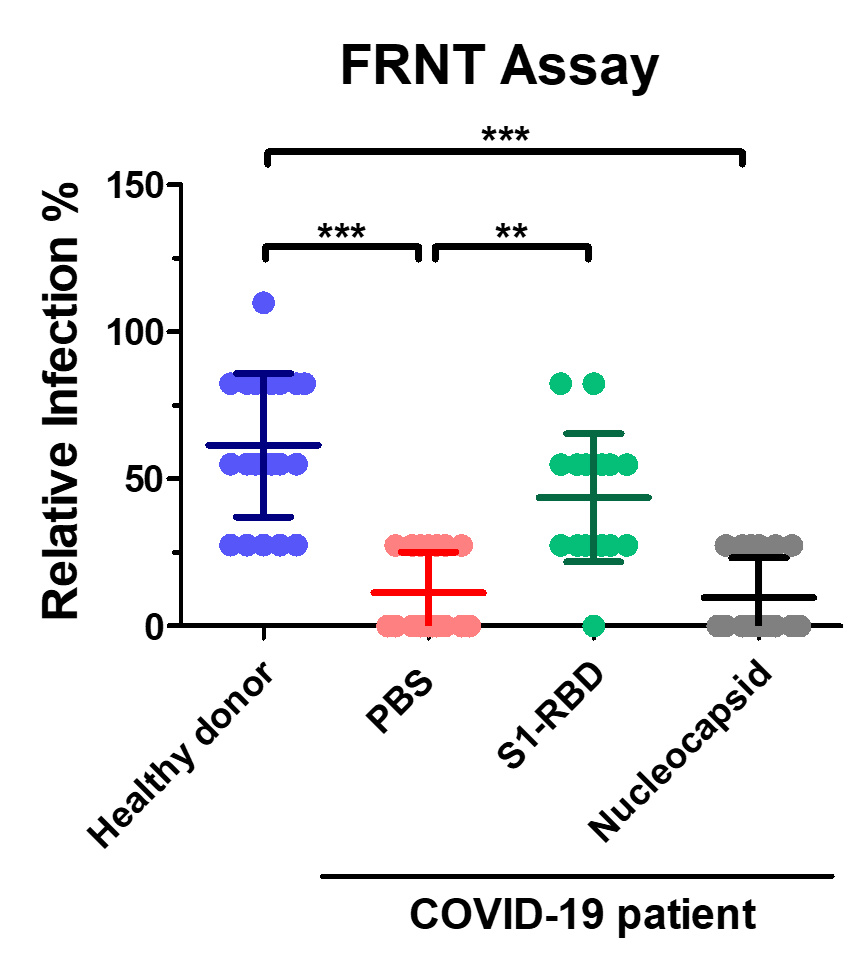 FRNT Assay
***
*** **
Relative Infection %
150
100
50
0
Healthy donor
PBS
S1-RBD
Nucleocapsid
COVID-19 patient